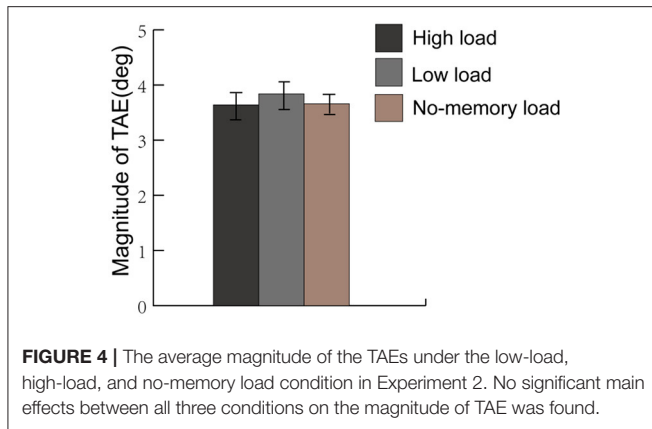 5
4
3
2
1
0
Magnitude of TAE(deg)
High load
Low load
No-memory load
FIGURE 4 | The average magnitude of the TAEs under the low-load,
high-load, and no-memory load condition in Experiment 2. No significant main
effects between all three conditions on the magnitude of TAE was found.